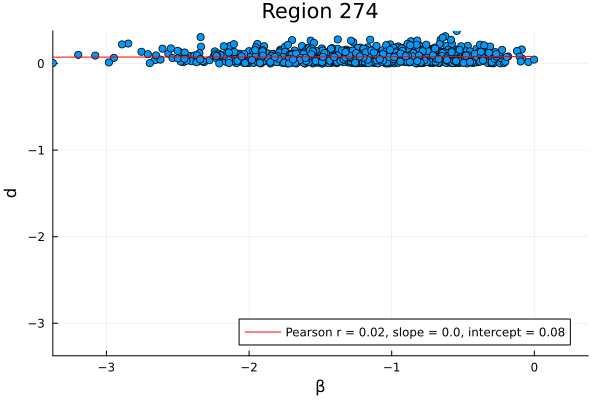 Region 274
d
0
−1
−2
−3
Pearson r = 0.02, slope = 0.0, intercept = 0.08
−3 −2 −1 0
β